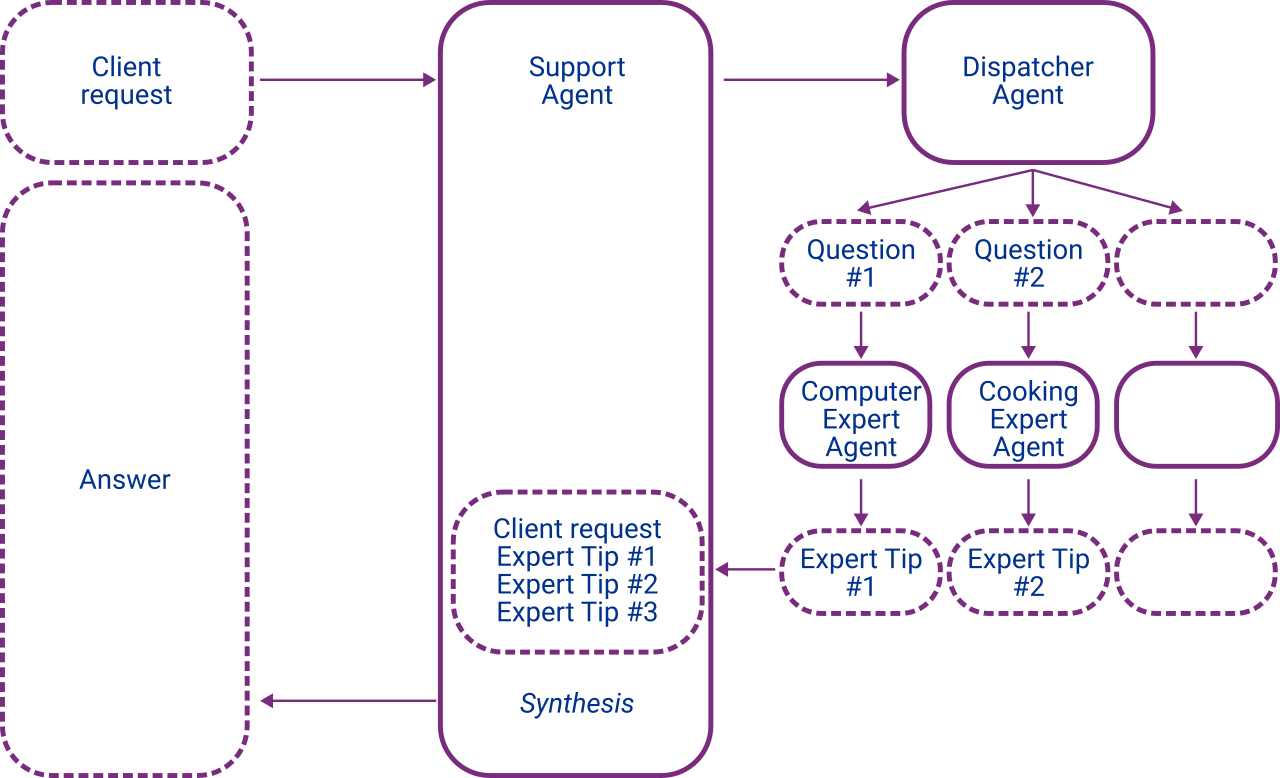 Client
request
Support
Agent
Dispatcher
Agent
Question
#1
Question
#2
Computer
Expert
Agent
Cooking
Expert
Agent
Answer
Client request
Expert Tip #1
Expert Tip #2
Expert Tip #3
Expert Tip
#1
Expert Tip
#2
Synthesis